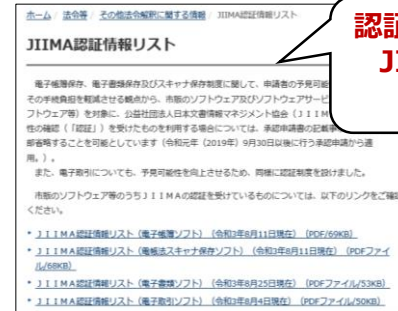 ホーム / 法令等 / その他法令解釈に関する情報 / JIIMA認証情報リスト
認証
JIIMA認証情報リスト
JI
電子帳簿保存、電子書類保存及びスキャナ保存制度に関して、申請者の予見可能
その手続負担を軽減させる観点から、市販のソフトウェア及びソフトウェアサービ
フトウェア等）を対象に、公益社団法人日本文書情報マネジメント協会（ＪＩＩＭ
性の確認（「認証」）を受けたものを利用する場合については、承認申請書の記載事
部省略することを可能としています（令和元年（2019年）9月30日以後に行う承認申請から適
用。）。
また、電子取引についても、予見可能性を向上させるため、同様に認証制度を設けました。
市販のソフトウェア等のうちＪＩＩＭＡの認証を受けているものについては、以下のリンクをご確認
ください。
・ＪＩＩＭＡ認証情報リスト（電子帳簿ソフト）（令和3年8月11日現在）（PDF/69KB）
・ＪＩＩＭＡ認証情報リスト（電帳法スキャナ保存ソフト）（令和3年8月11日現在）（PDFファイ
ル/68KB）
・ＪＩＩＭＡ認証情報リスト（電子書類ソフト）（令和3年8月25日現在）（PDFファイル/53KB）
・ＪＩＩＭＡ認証情報リスト（電子取引ソフト）（令和3年8月4日現在）（PDFファイル/50KB）